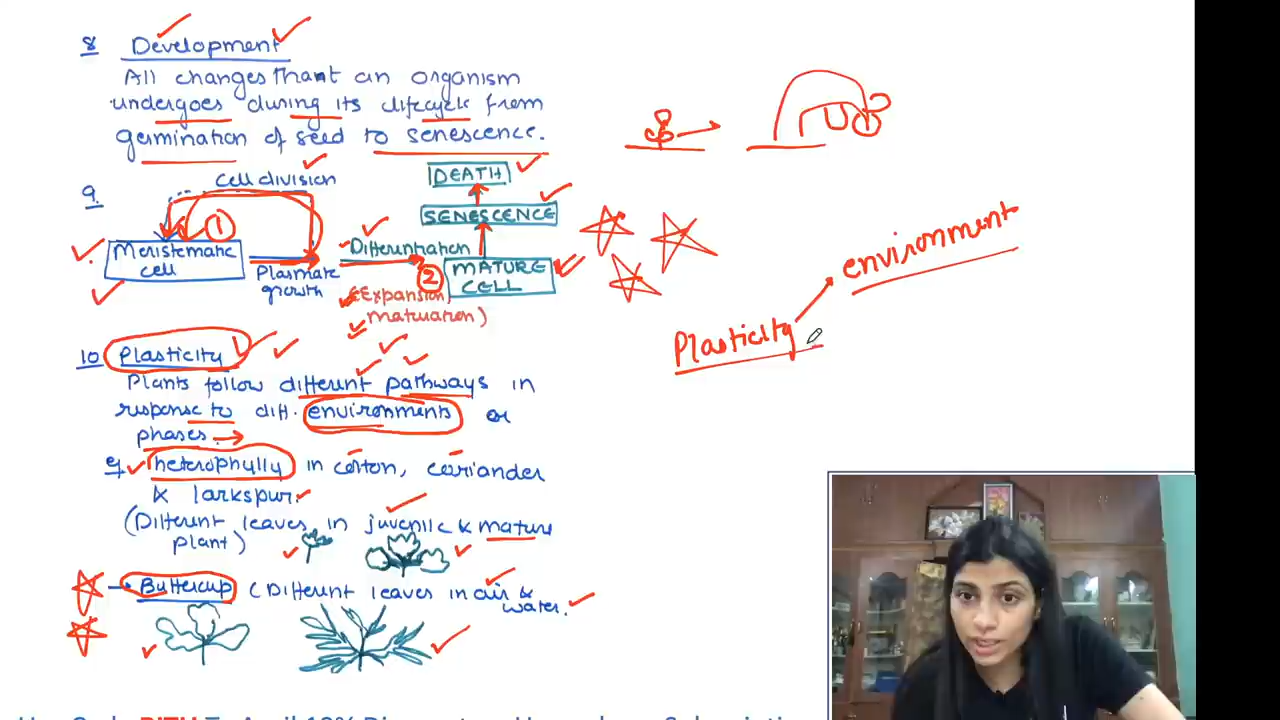 8 Development
All changes that an organism
undergoes during its lifecycle from
germination of seed to senescence.
9.
Cell division
①
Meristematic
cell
Plasmatic
growth
Differentiation
(Expansion,
maturation)
②
MATURE
CELL
SENESCENCE
DEATH
10 Plasticity
Plants follow different pathways in
response to diff. environments or
phases.
eg heterophylly in cotton, coriander
& larkspur.
(Different leaves in juvenile & mature
plant)
→ Buttercup (Different leaves in air &
water.
Plasticity
environment